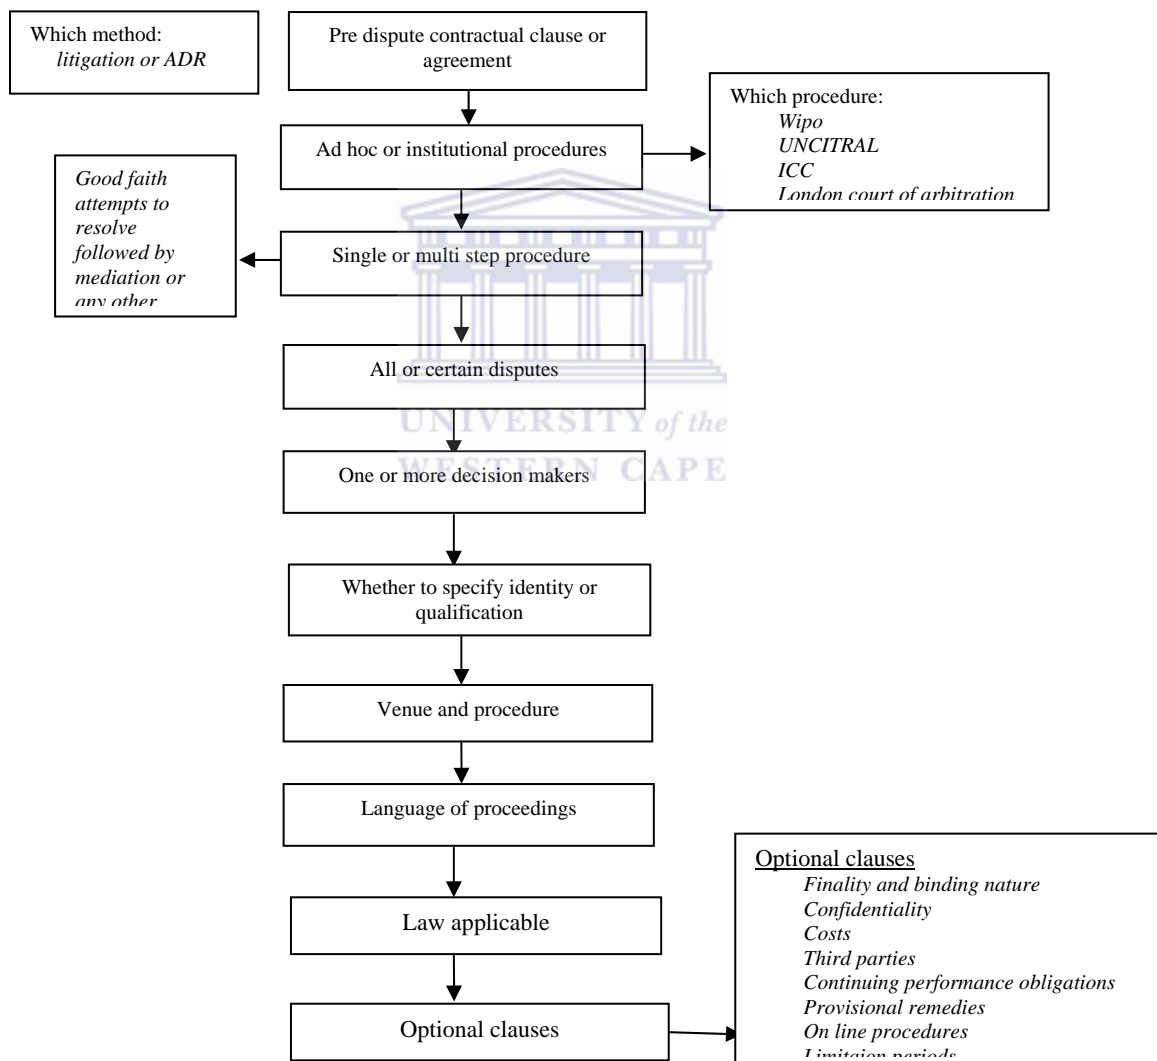 Which method:
litigation or ADR
Pre dispute contractual clause or
agreement
Ad hoc or institutional procedures
Which procedure:
Wipo
UNCITRAL
ICC
London court of arbitration
Good faith
attempts to
resolve
followed by
mediation or
any other
Single or multi step procedure
All or certain disputes
UNIVERSITY of the
WESTERN CAPE
One or more decision makers
Whether to specify identity or
qualification
Venue and procedure
Language of proceedings
Law applicable
Optional clauses
Optional clauses
Finality and binding nature
Confidentiality
Costs
Third parties
Continuing performance obligations
Provisional remedies
On line procedures
Limitaion periods